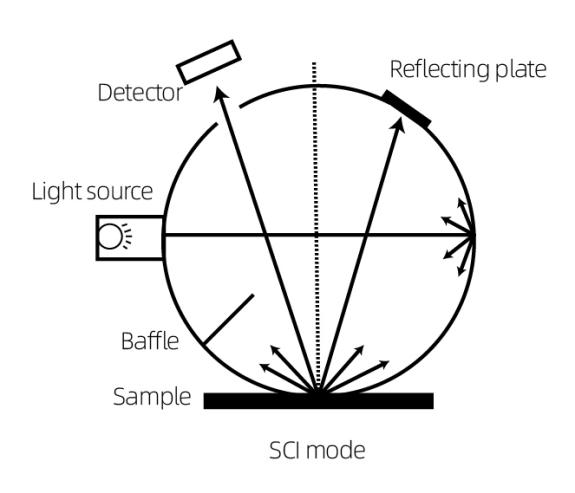 Reflecting plate
Detector
Light source
Baffle
Sample
SCI mode